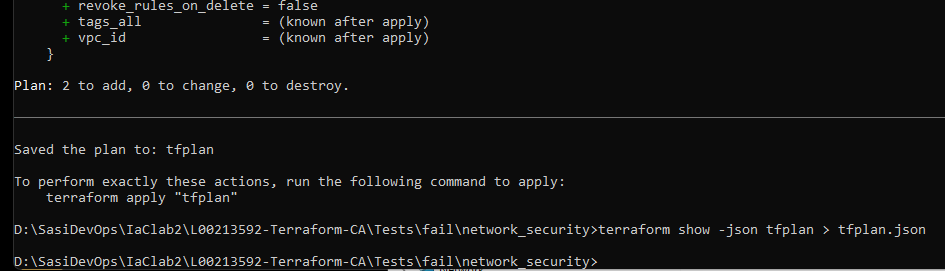 + revoke_rules_on_delete = false
+ tags_all               = (known after apply)
+ vpc_id                 = (known after apply)
}
Plan: 2 to add, 0 to change, 0 to destroy.
Saved the plan to: tfplan
To perform exactly these actions, run the following command to apply:
terraform apply "tfplan"
D:\SasiDevOps\IaClab2\L00213592-Terraform-CA\Tests\fail\network_security>terraform show -json tfplan > tfplan.json
D:\SasiDevOps\IaClab2\L00213592-Terraform-CA\Tests\fail\network_security>